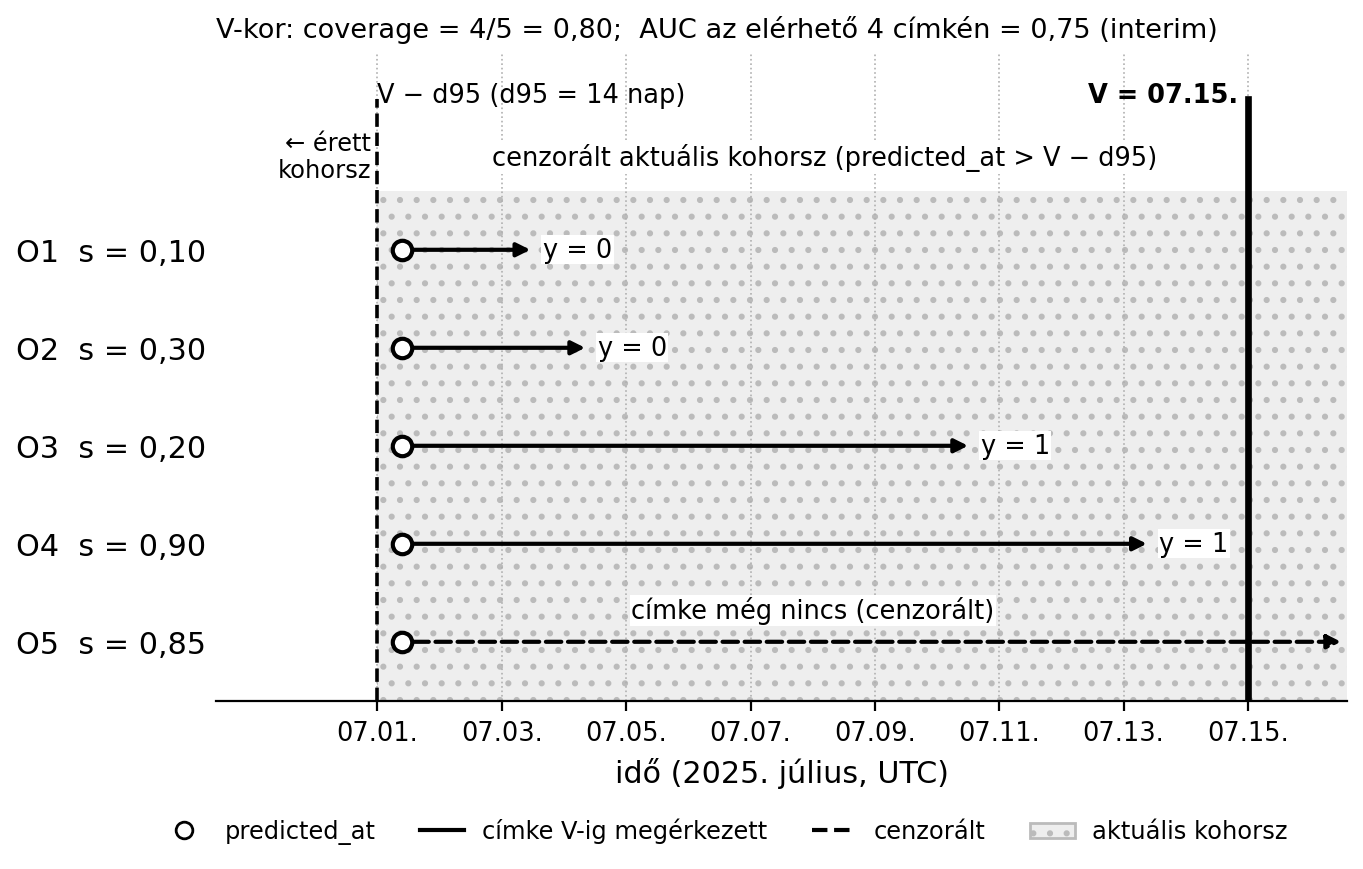 V-kor: coverage = 4/5 = 0,80;  AUC az elérhető 4 címkén = 0,75 (interim)
V − d95 (d95 = 14 nap)
V = 07.15.
← érett
kohorsz
cenzorált aktuális kohorsz (predicted_at > V − d95)
O1  s = 0,10
y = 0
O2  s = 0,30
y = 0
O3  s = 0,20
y = 1
O4  s = 0,90
y = 1
címke még nincs (cenzorált)
O5  s = 0,85
07.01. 07.03. 07.05. 07.07. 07.09. 07.11. 07.13. 07.15.
idő (2025. július, UTC)
predicted_at címke V-ig megérkezett cenzorált aktuális kohorsz